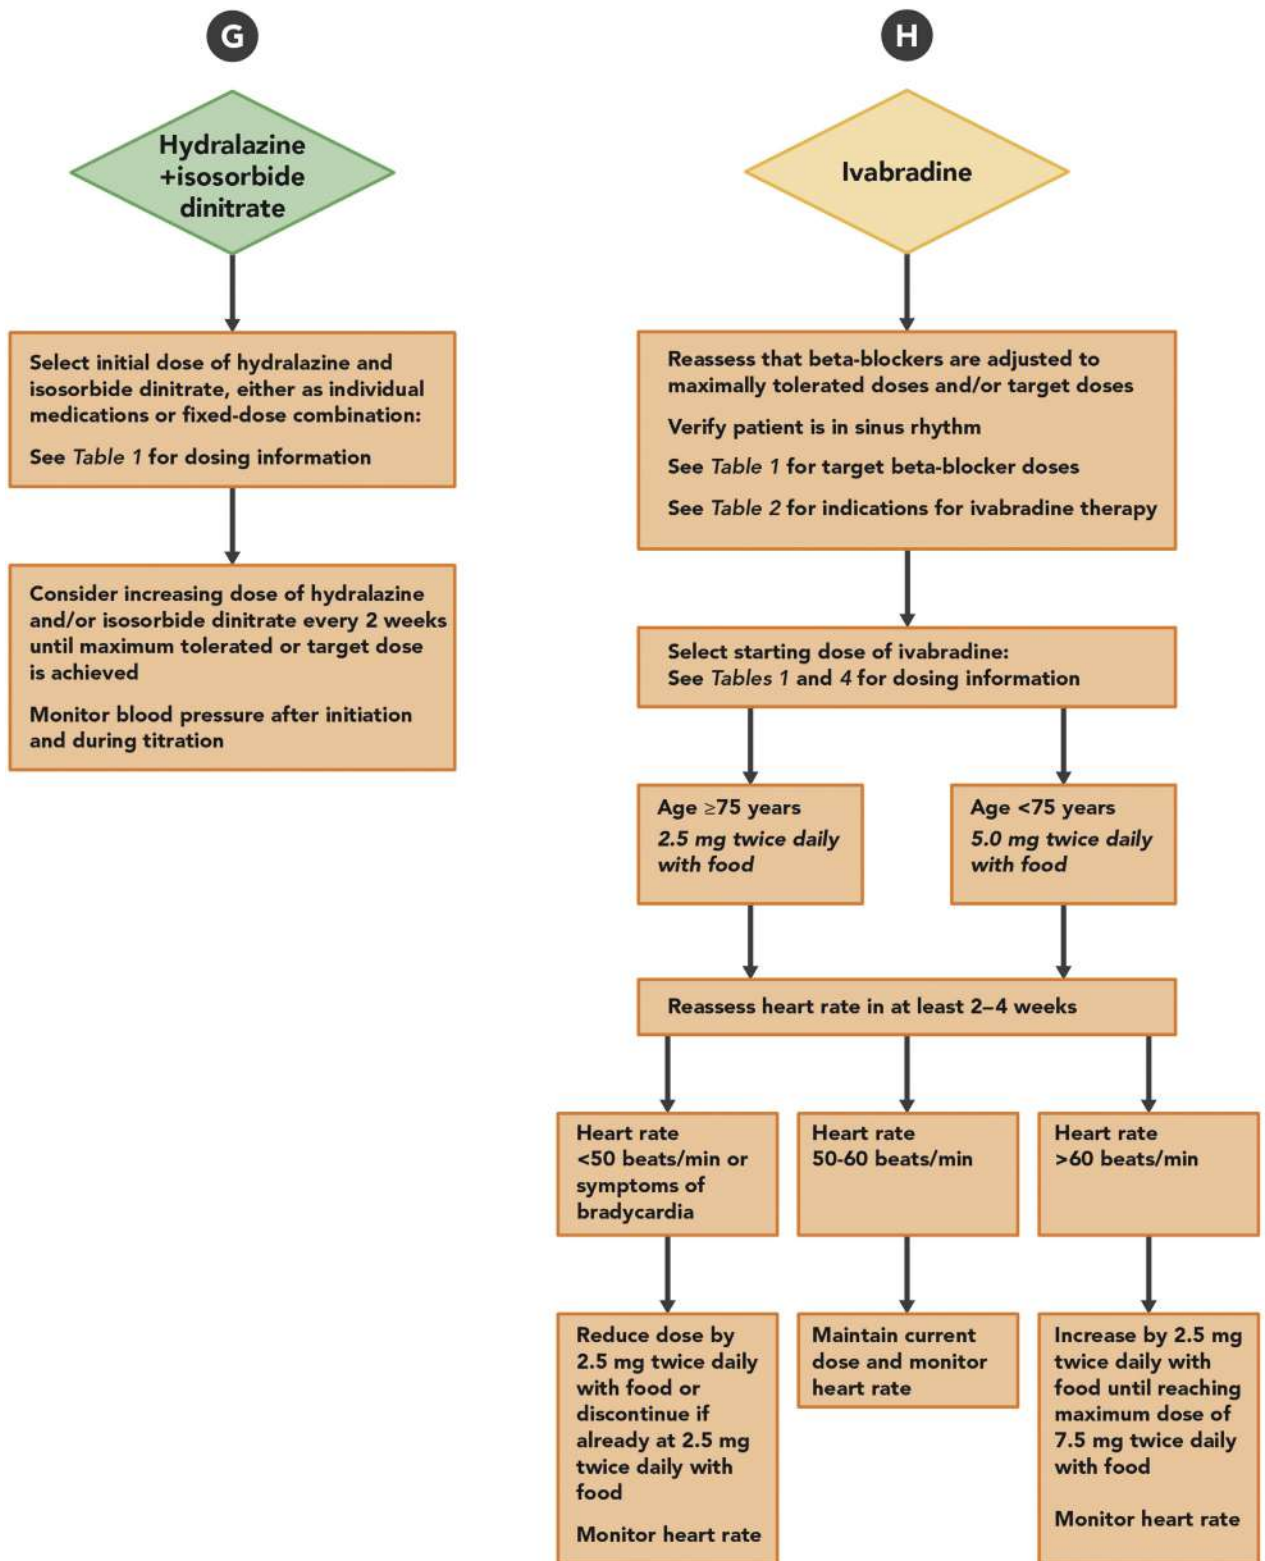 G
Hydralazine
+isosorbide
dinitrate
Select initial dose of hydralazine and
isosorbide dinitrate, either as individual
medications or fixed-dose combination:
See Table 1 for dosing information
Consider increasing dose of hydralazine
and/or isosorbide dinitrate every 2 weeks
until maximum tolerated or target dose
is achieved
Monitor blood pressure after initiation
and during titration
H
Ivabradine
Reassess that beta-blockers are adjusted to
maximally tolerated doses and/or target doses
Verify patient is in sinus rhythm
See Table 1 for target beta-blocker doses
See Table 2 for indications for ivabradine therapy
Select starting dose of ivabradine:
See Tables 1 and 4 for dosing information
Age ≥75 years
2.5 mg twice daily
with food
Age <75 years
5.0 mg twice daily
with food
Reassess heart rate in at least 2–4 weeks
Heart rate
<50 beats/min or
symptoms of
bradycardia
Heart rate
50-60 beats/min
Heart rate
>60 beats/min
Reduce dose by
2.5 mg twice daily
with food or
discontinue if
already at 2.5 mg
twice daily with
food
Monitor heart rate
Maintain current
dose and monitor
heart rate
Increase by 2.5 mg
twice daily with
food until reaching
maximum dose of
7.5 mg twice daily
with food
Monitor heart rate